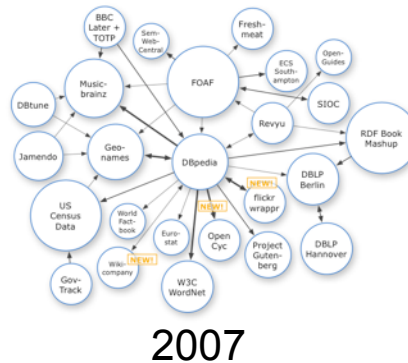 BBC
Later +
TOTP
Fresh-
meat
Sem-
Web-
Central
Open-
Guides
ECS
South-
ampton
Music-
brainz
FOAF
SIOC
DBtune
Revyu
RDF Book
Mashup
Jamendo
Geo-
names
DBpedia
DBLP
Berlin
US
Census
Data
NEW!
flickr
wrappr
World
Fact-
book
NEW!
Euro-
stat
Open
Cyc
Wiki-
company
NEW!
Project
Guten-
berg
DBLP
Hannover
Gov-
Track
W3C
WordNet
2007